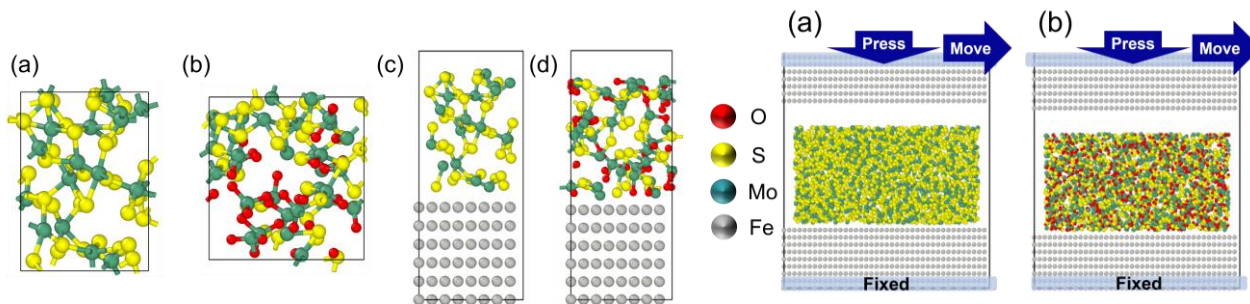 (a)
(b)
(c)
(d)
O
S
Mo
Fe
(a)
Press
Move
Fixed
(b)
Press
Move
Fixed